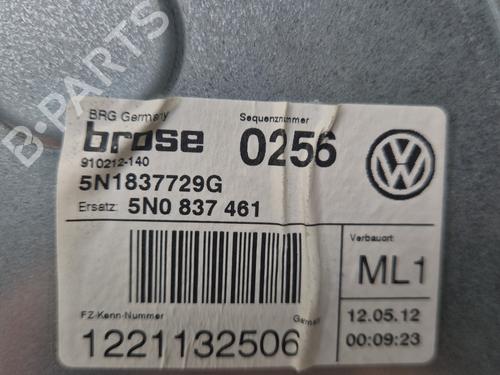 BRG Germany
Sequenznummer
brose
0256
910212-140
5N1837729G
Ersatz: 5N0 837 461
Verbauort:
ML1
FZ-Kenn-Nummer
Germany
12.05.12
1221132506
00:09:23
B-PARTS